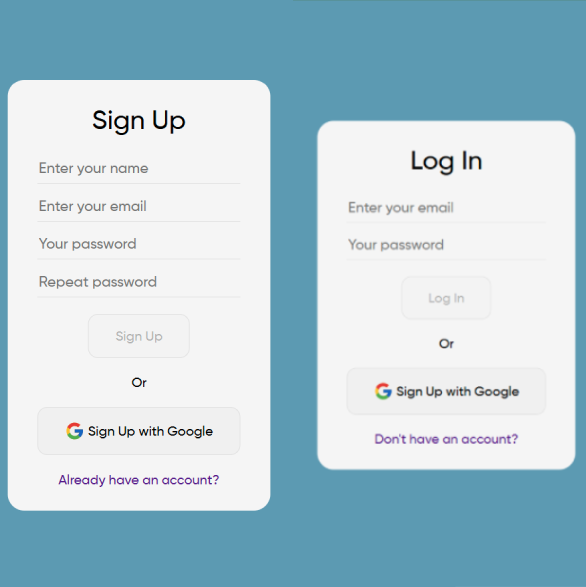 Sign Up
Enter your name
Enter your email
Your password
Repeat password
Sign Up
Or
Sign Up with Google
Already have an account?
Log In
Enter your email
Your password
Log In
Or
Sign Up with Google
Don't have an account?